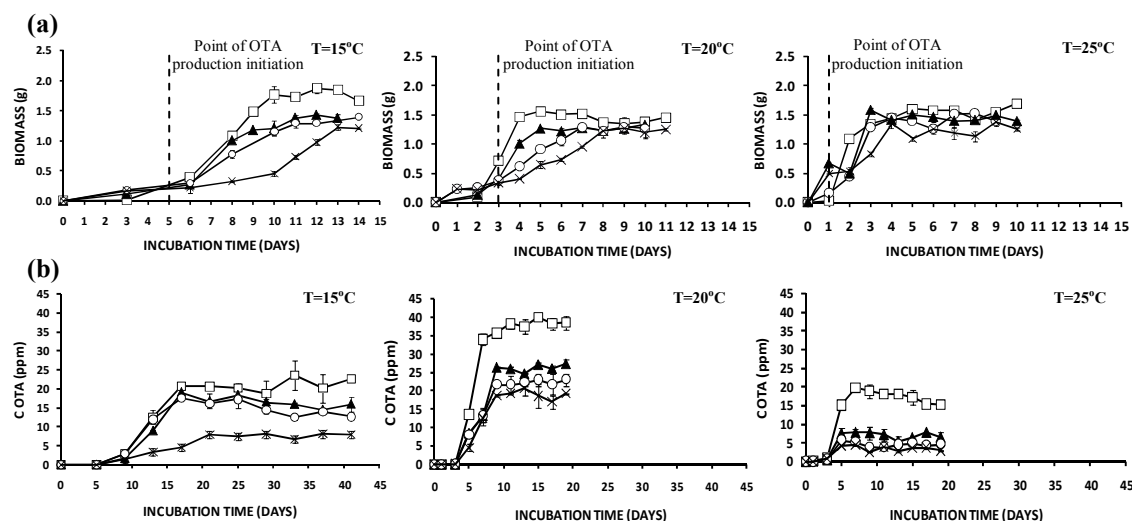 (a)
Point of OTA
production initiation
T=15°C
BIOMASS (g)
2.5
2.0
1.5
1.0
0.5
0.0
0 1 2 3 4 5 6 7 8 9 10 11 12 13 14 15
INCUBATION TIME (DAYS)
Point of OTA
production initiation
T=20°C
BIOMASS (g)
2.5
2.0
1.5
1.0
0.5
0.0
0 1 2 3 4 5 6 7 8 9 10 11 12 13 14 15
INCUBATION TIME (DAYS)
Point of OTA
production initiation
T=25°C
BIOMASS (g)
2.5
2.0
1.5
1.0
0.5
0.0
0 1 2 3 4 5 6 7 8 9 10 11 12 13 14 15
INCUBATION TIME (DAYS)
(b)
T=15°C
C OTA (ppm)
45
40
35
30
25
20
15
10
5
0
0 5 10 15 20 25 30 35 40 45
INCUBATION TIME (DAYS)
T=20°C
C OTA (ppm)
45
40
35
30
25
20
15
10
5
0
0 5 10 15 20 25 30 35 40 45
INCUBATION TIME (DAYS)
T=25°C
C OTA (ppm)
45
40
35
30
25
20
15
10
5
0
0 5 10 15 20 25 30 35 40 45
INCUBATION TIME (DAYS)